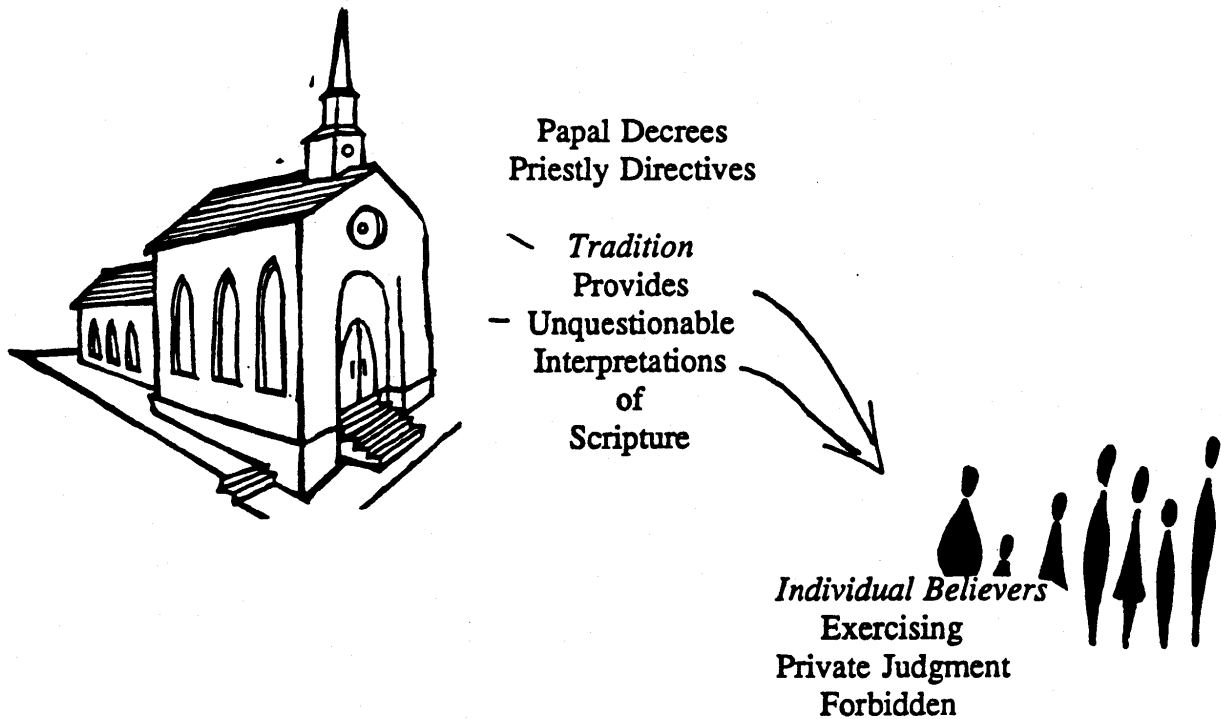 Papal Decrees
Priestly Directives
Tradition
Provides
Unquestionable
Interpretations
of
Scripture
Individual Believers
Exercising
Private Judgment
Forbidden